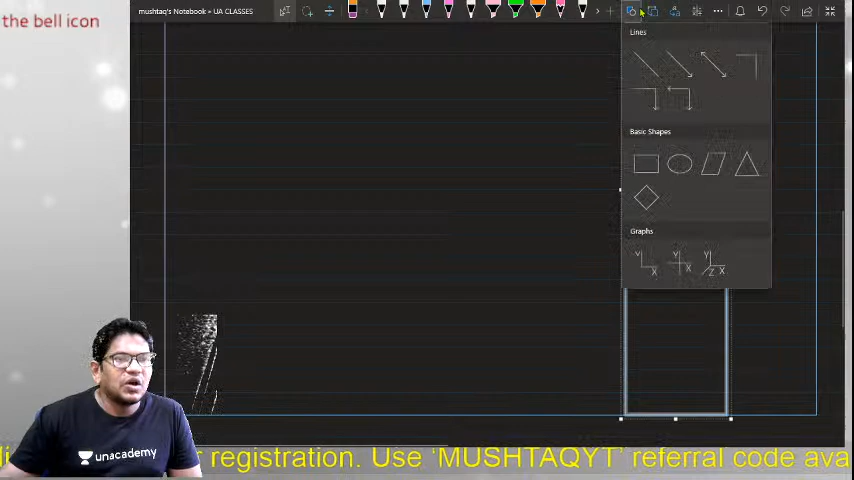 the bell icon
mushtaq's Notebook » UA CLASSES
Lines
Basic Shapes
Graphs
Y X
Y X
Y Z X
unacademy
r registration. Use ‘MUSHTAQYT’ referral code ava